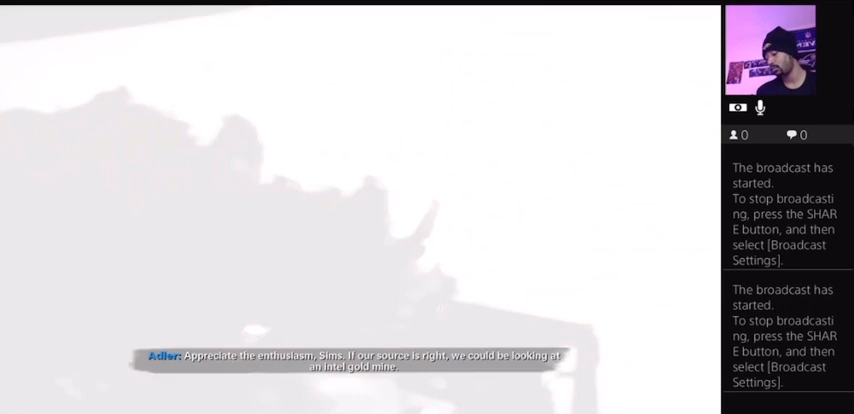 Adler: Appreciate the enthusiasm, Sims. If our source is right, we could be looking at
an intel gold mine.
0
0
The broadcast has
started.
To stop broadcasti
ng, press the SHAR
E button, and then
select [Broadcast
Settings].
The broadcast has
started.
To stop broadcasti
ng, press the SHAR
E button, and then
select [Broadcast
Settings].